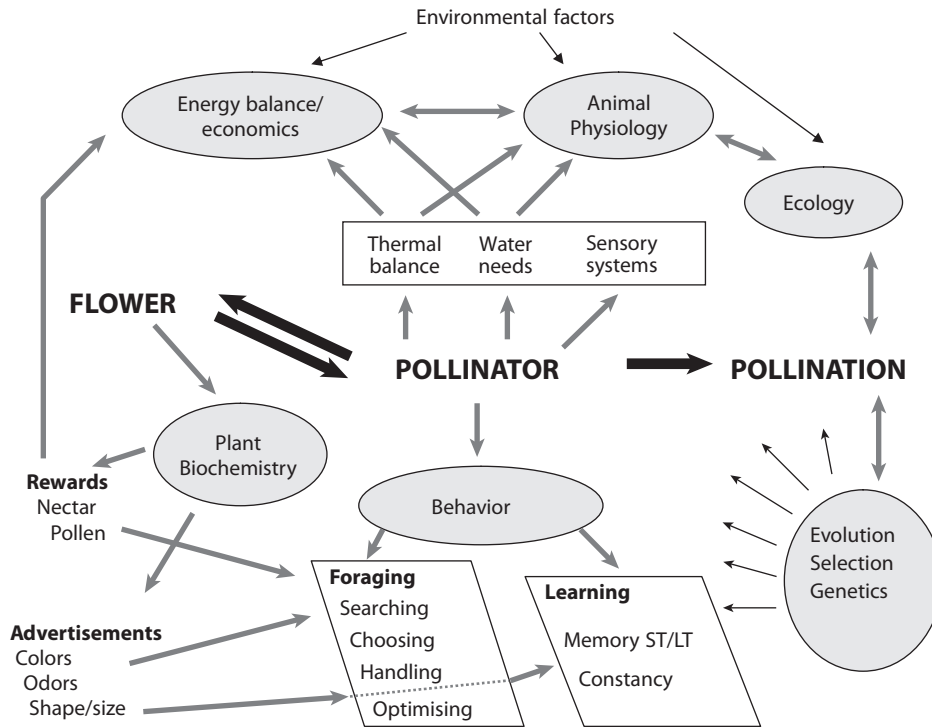 Environmental factors
Energy balance/
economics
Animal
Physiology
Ecology
Thermal
balance
Water
needs
Sensory
systems
FLOWER
POLLINATOR
POLLINATION
Plant
Biochemistry
Rewards
Nectar
Pollen
Behavior
Evolution
Selection
Genetics
Foraging
Searching
Choosing
Handling
Optimising
Learning
Memory ST/LT
Constancy
Advertisements
Colors
Odors
Shape/size